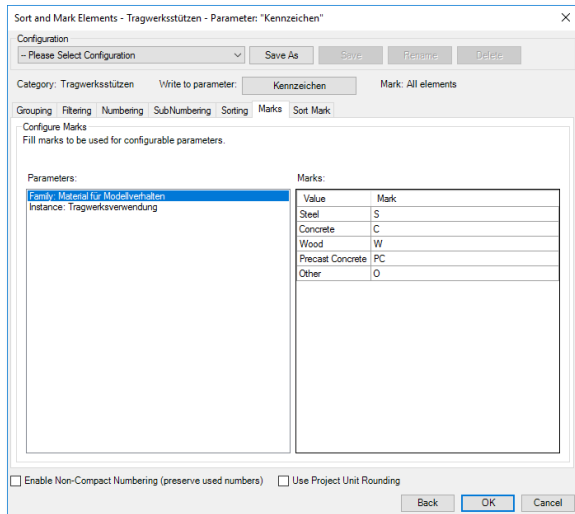 Sort and Mark Elements - Tragwerksstützen - Parameter: "Kennzeichen"
Configuration
-- Please Select Configuration
Save As
Save
Rename
Delete
Category: Tragwerksstützen
Write to parameter:
Kennzeichen
Mark: All elements
Grouping Filtering Numbering SubNumbering Sorting Marks Sort Mark
Configure Marks
Fill marks to be used for configurable parameters.
Parameters:
Family: Material für Modellverhalten
Instance: Tragwerksverwendung
Marks:
Value Mark
Steel S
Concrete C
Wood W
Precast Concrete PC
Other O
Enable Non-Compact Numbering (preserve used numbers)
Use Project Unit Rounding
Back
OK
Cancel